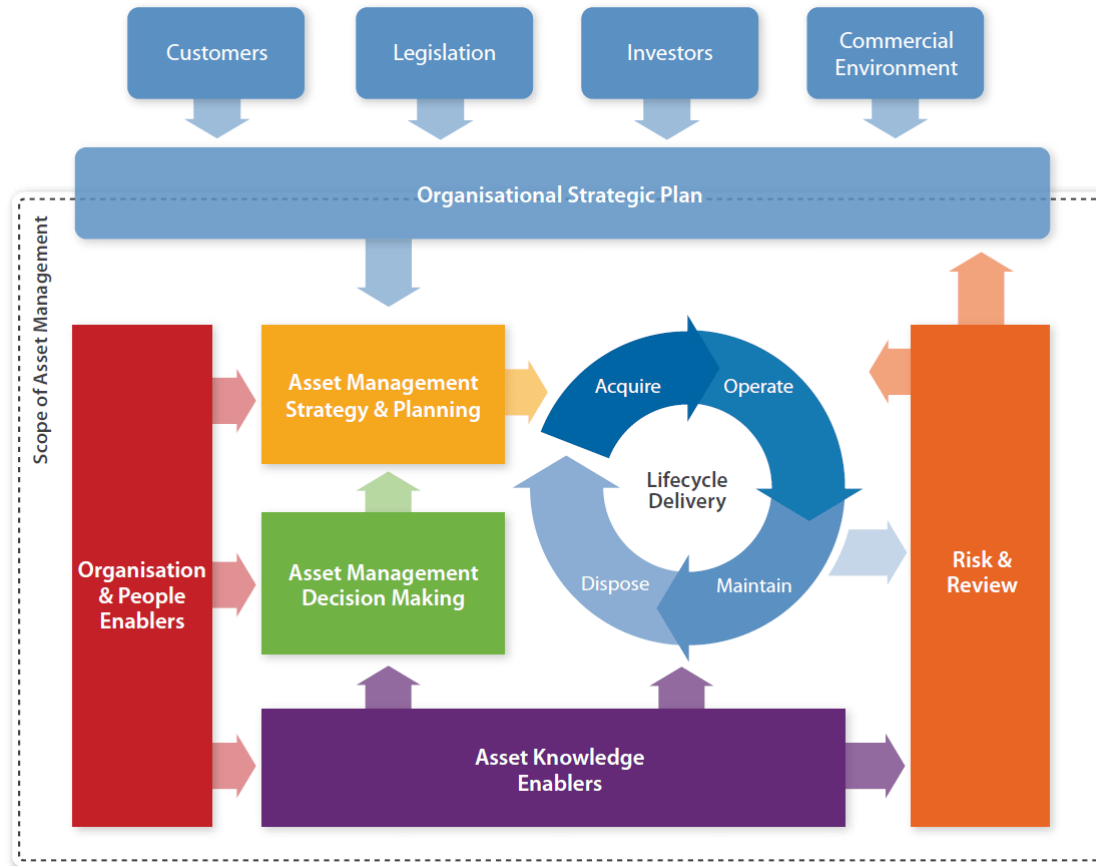 Customers
Legislation
Investors
Commercial
Environment
Organisational Strategic Plan
Scope of Asset Management
Asset Management
Strategy & Planning
Acquire
Operate
Lifecycle
Delivery
Organisation
& People
Enablers
Asset Management
Decision Making
Dispose
Maintain
Risk &
Review
Asset Knowledge
Enablers